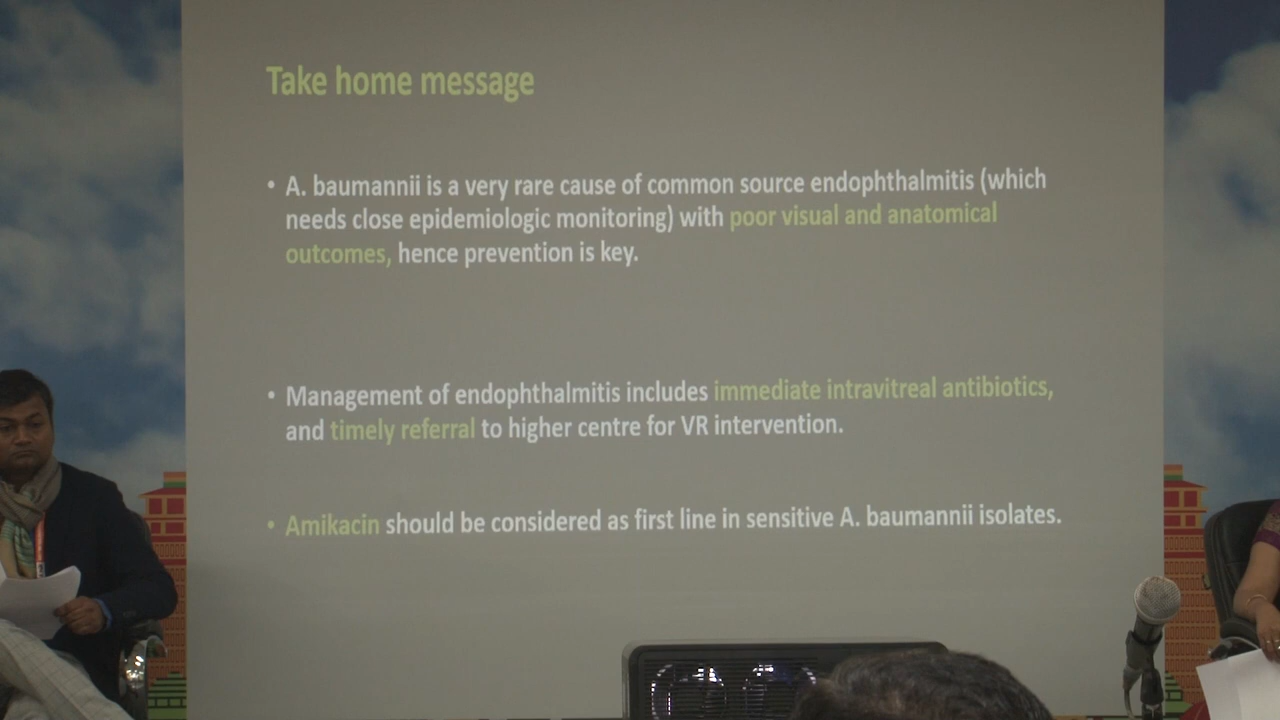 Take home message
• A. baumannii is a very rare cause of common source endophthalmitis (which
needs close epidemiologic monitoring) with poor visual and anatomical
outcomes, hence prevention is key.
• Management of endophthalmitis includes immediate intravitreal antibiotics,
and timely referral to higher centre for VR intervention.
• Amikacin should be considered as first line in sensitive A. baumannii isolates.